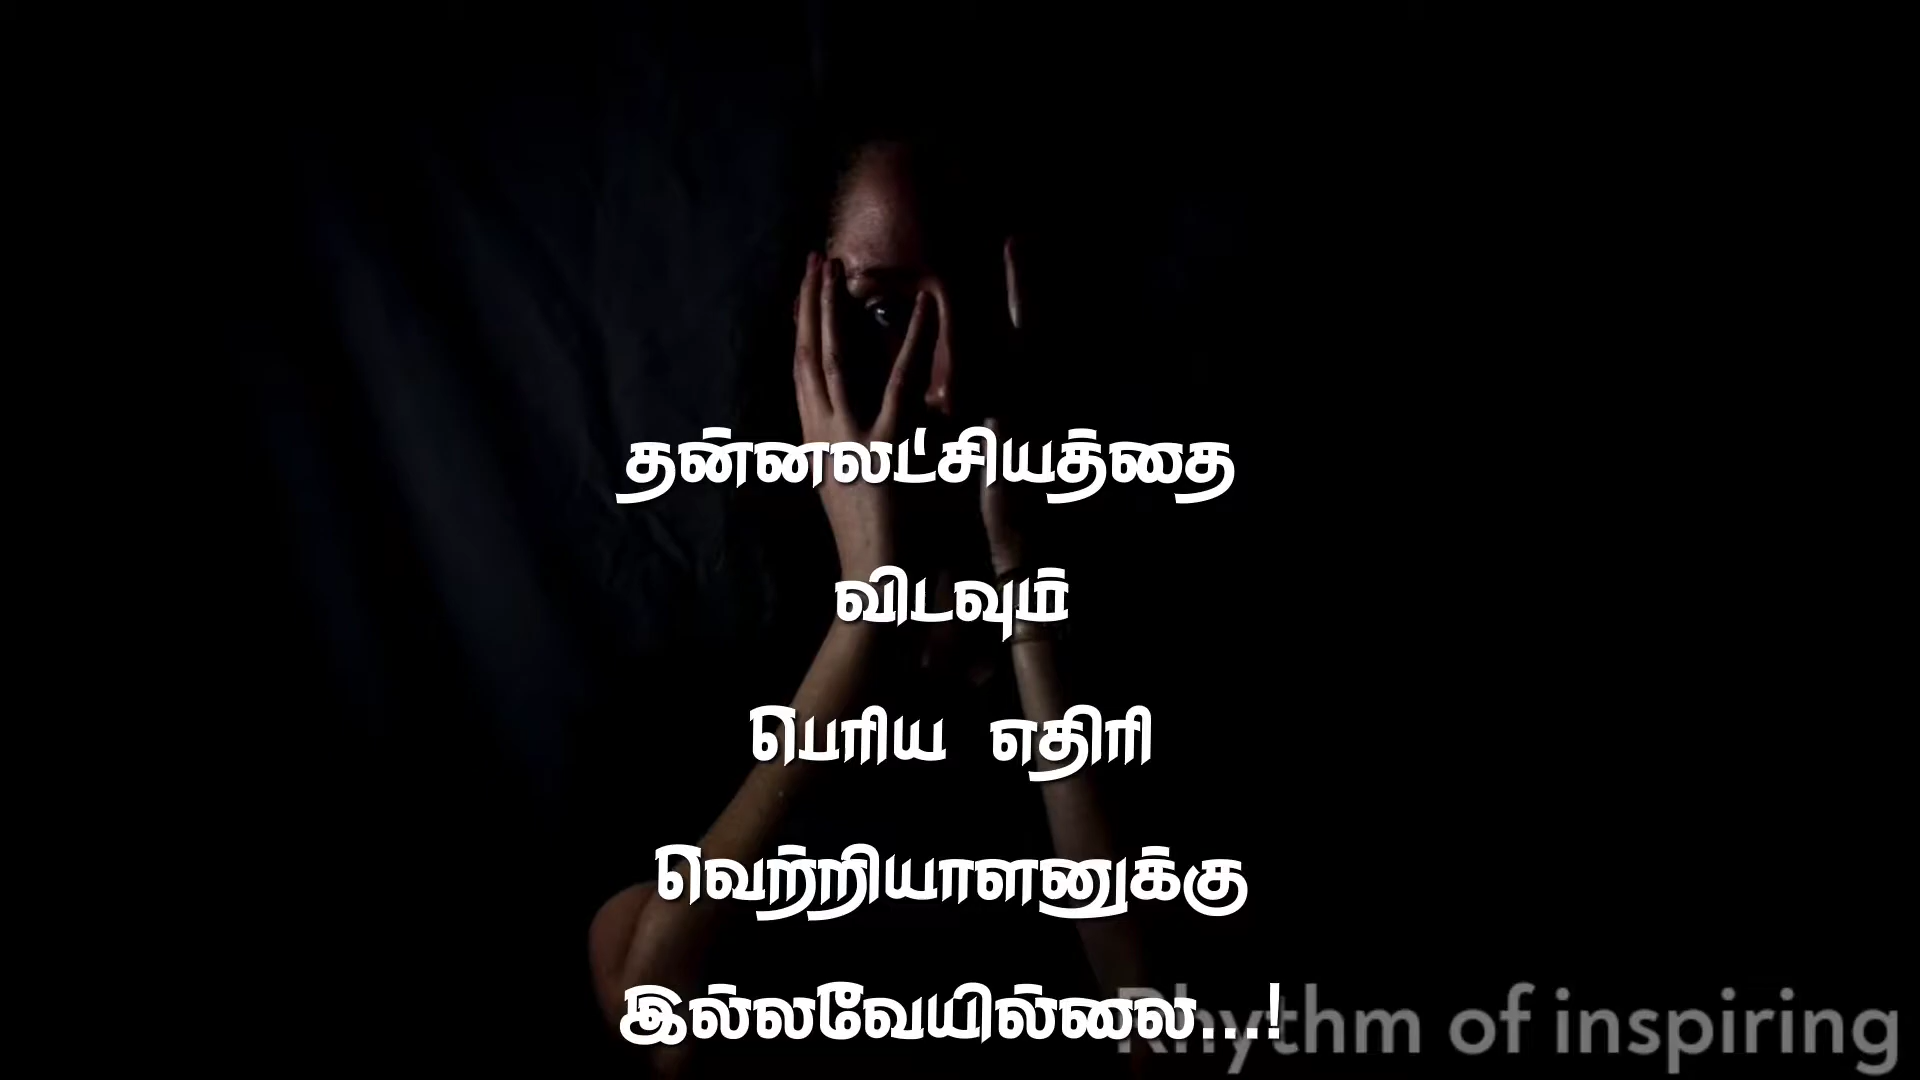 தன்னலட்சியத்தை
விடவும்
பெரிய எதிரி
வெற்றியாளனுக்கு
இல்லவேயில்லை...!
Rhythm of inspiring